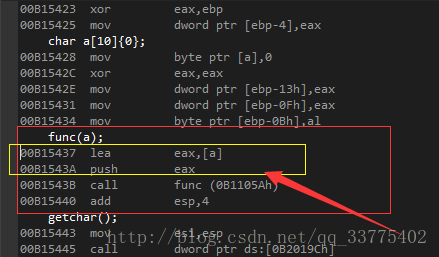 00B15423 xor eax,ebp
00B15425 mov dword ptr [ebp-4],eax
char a[10]{0};
00B15428 mov byte ptr [a],0
00B1542C xor eax,eax
00B1542E mov dword ptr [ebp-13h],eax
00B15431 mov dword ptr [ebp-0Fh],eax
00B15434 mov byte ptr [ebp-0Bh],al
func(a);
00B15437 lea eax,[a]
00B1543A push eax
00B1543B call func (0B1105Ah)
00B15440 add esp,4
getchar();
00B15443 mov esi,esp
00B15445 call dword ptr ds:[0B2019Ch]
http://blog.csdn.net/qq_33775402